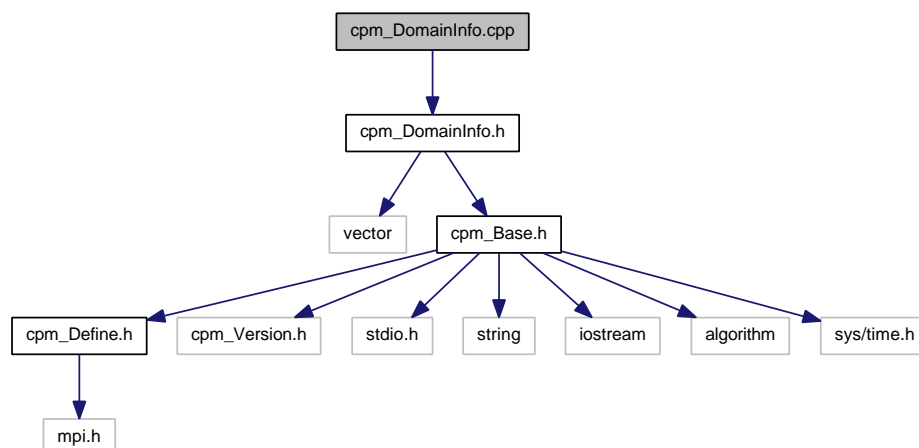 cpm_DomainInfo.cpp
cpm_DomainInfo.h
vector
cpm_Base.h
cpm_Define.h
cpm_Version.h
stdio.h
string
iostream
algorithm
sys/time.h
mpi.h